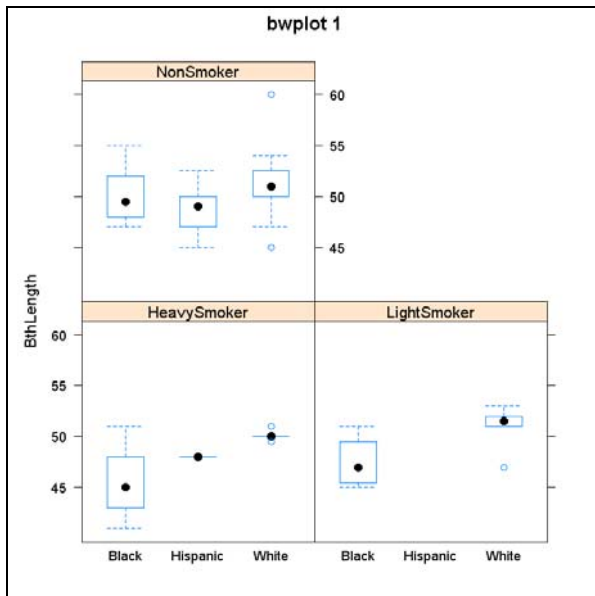 bwplot 1
NonSmoker
60
55
50
45
BthLength
HeavySmoker
LightSmoker
60
55
50
45
Black Hispanic White
Black Hispanic White